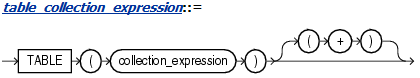 table_collection_expression::=
( + )
TABLE ( collection_expression )